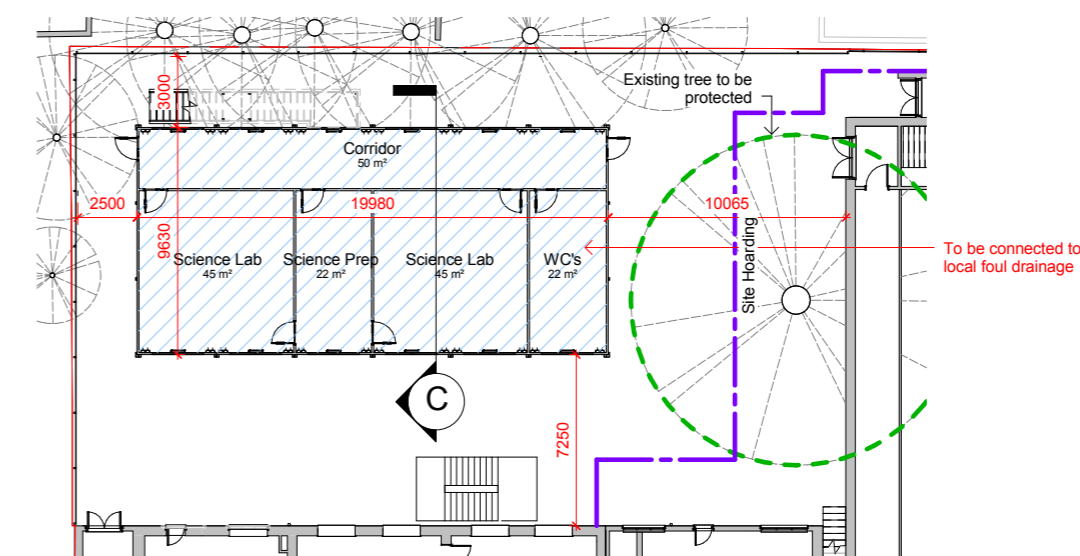 Existing tree to be
protected
3000
Corridor
50 m²
2500
19980
10065
9630
Science Lab
45 m²
Science Prep
22 m²
Science Lab
45 m²
WC's
22 m²
Site Hoarding
To be connected to
local foul drainage
C
7250